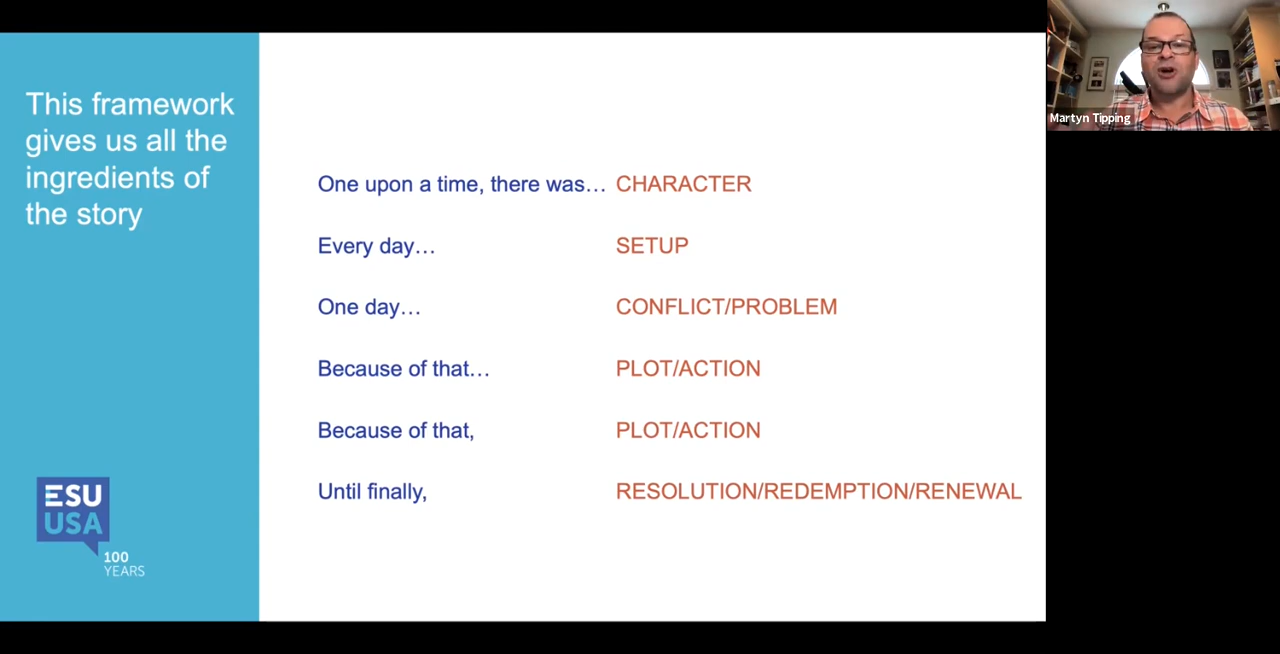 This framework
gives us all the
ingredients of
the story
One upon a time, there was… CHARACTER
Every day… SETUP
One day… CONFLICT/PROBLEM
Because of that… PLOT/ACTION
Because of that, PLOT/ACTION
Until finally, RESOLUTION/REDEMPTION/RENEWAL
ESU
USA
100
YEARS
Martyn Tipping